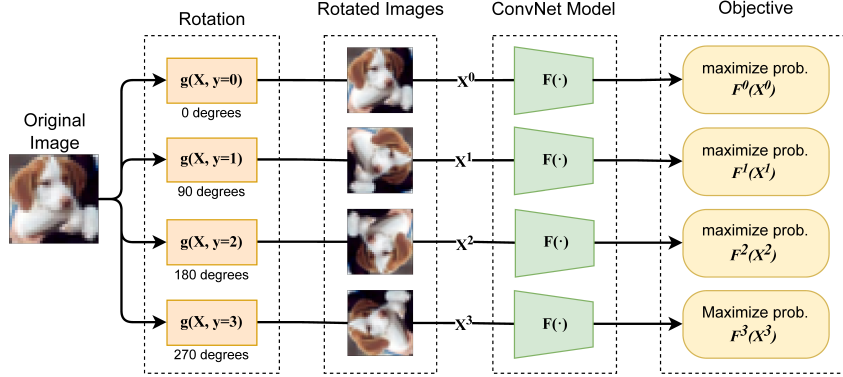 Rotation
Rotated Images
ConvNet Model
Objective
Original
Image
g(X, y=0)
0 degrees
X⁰
F(·)
maximize prob.
F⁰(X⁰)
g(X, y=1)
90 degrees
X¹
F(·)
maximize prob.
F¹(X¹)
g(X, y=2)
180 degrees
X²
F(·)
maximize prob.
F²(X²)
g(X, y=3)
270 degrees
X³
F(·)
Maximize prob.
F³(X³)